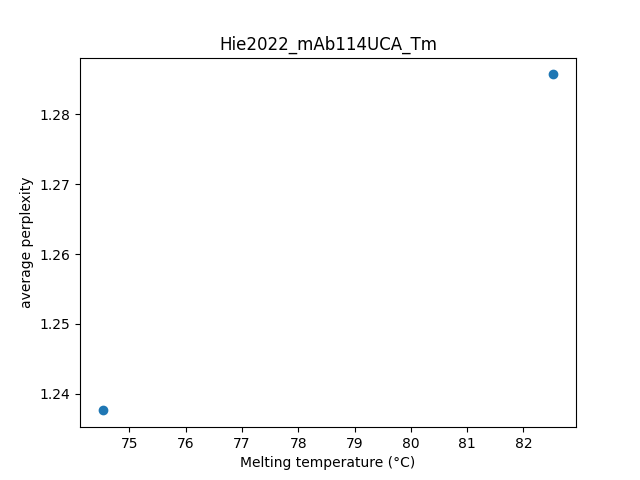 Hie2022_mAb114UCA_Tm
average perplexity
1.28
1.27
1.26
1.25
1.24
75 76 77 78 79 80 81 82
Melting temperature (°C)